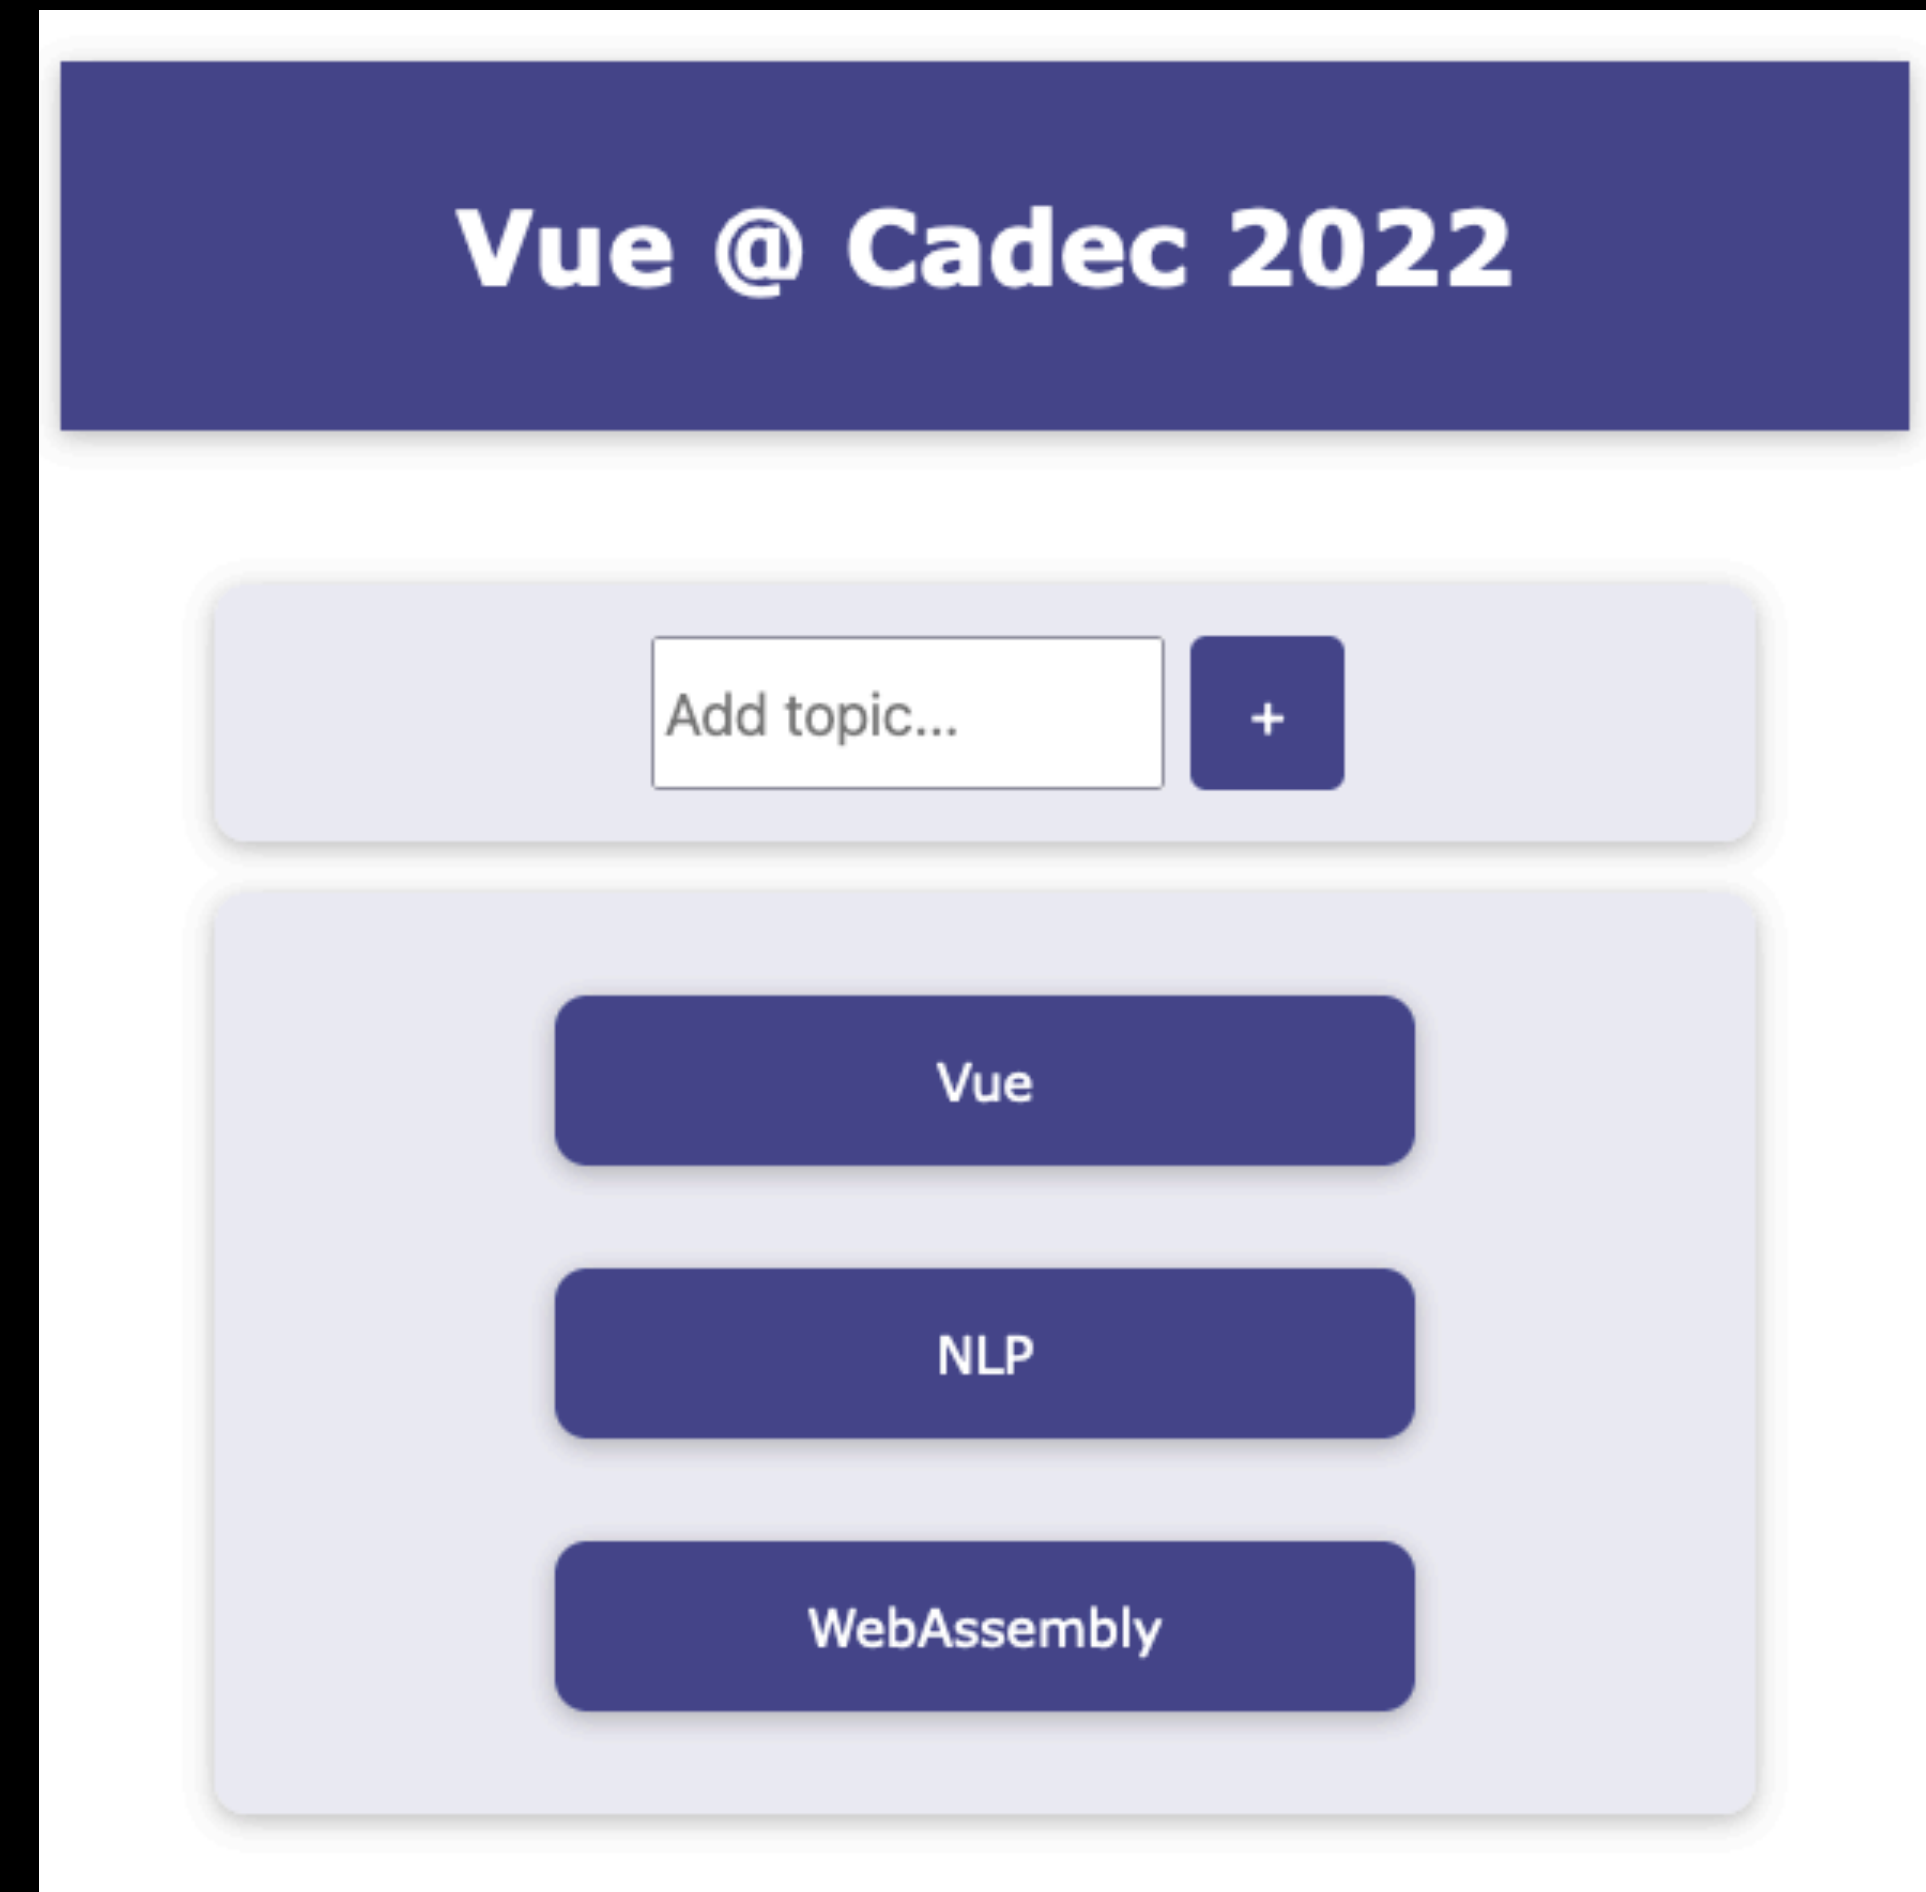 Vue @ Cadec 2022
Add topic...
+
Vue
NLP
WebAssembly